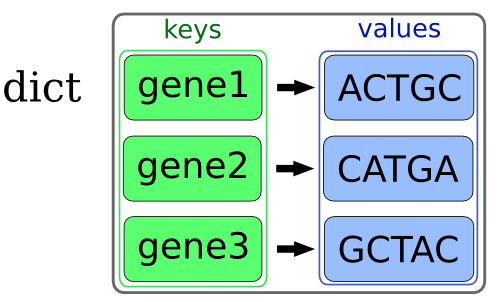 keys values
dict
gene1 ACTGC
gene2 CATGA
gene3 GCTAC